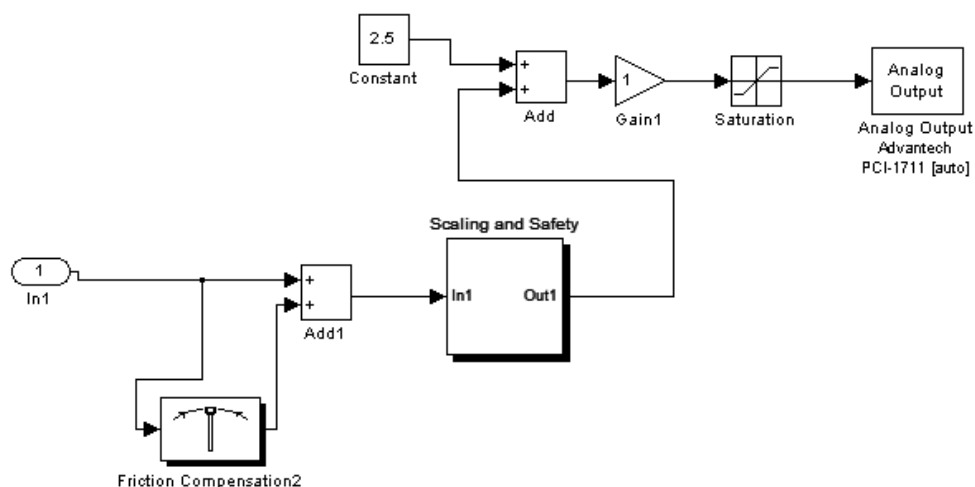 2.5
Constant
+
+
Add
1
Gain1
Saturation
Analog
Output
Analog Output
Advantech
PCI-1711 [auto]
Scaling and Safety
1
In1
+
+
Add1
In1
Out1
Friction Compensation2